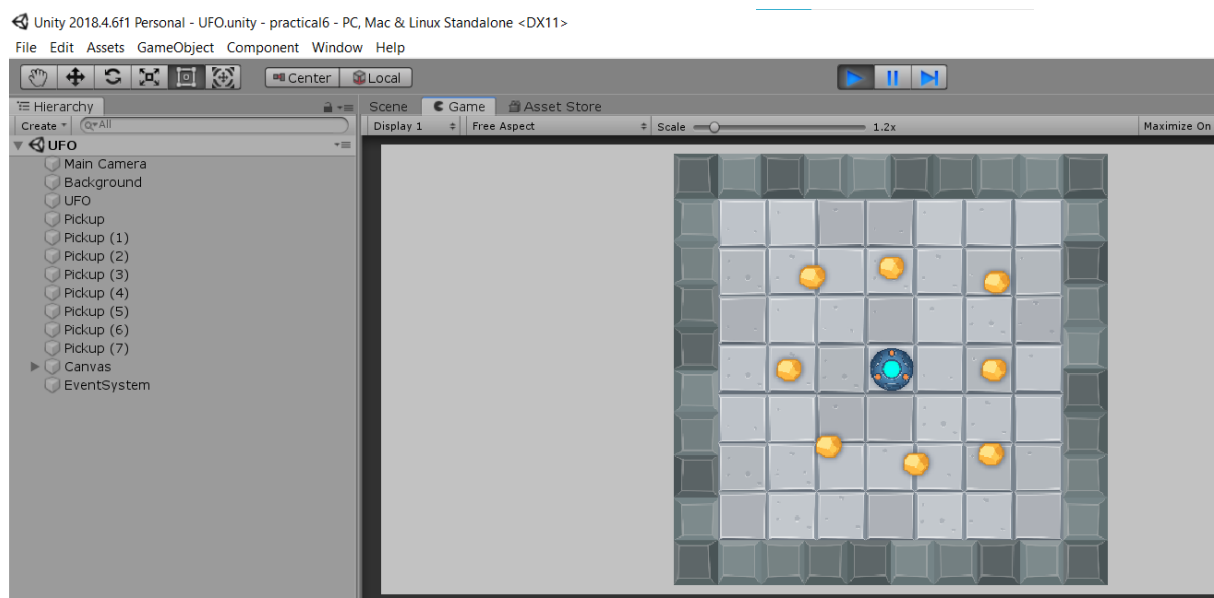 Unity 2018.4.6f1 Personal - UFO.unity - practical6 - PC, Mac & Linux Standalone <DX11>
File Edit Assets GameObject Component Window Help
Center Local
Hierarchy
Scene Game Asset Store
Create All
Display 1 Free Aspect Scale 1.2x Maximize On
UFO
Main Camera
Background
UFO
Pickup
Pickup (1)
Pickup (2)
Pickup (3)
Pickup (4)
Pickup (5)
Pickup (6)
Pickup (7)
Canvas
EventSystem